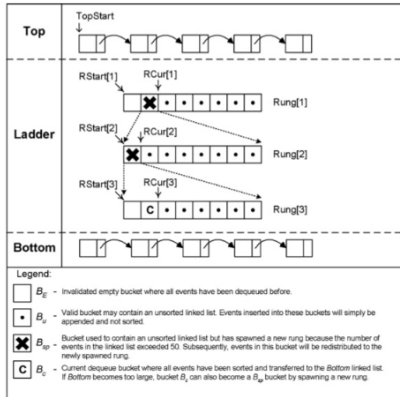 TopStart
Top
RStart[1]
RCur[1]
Rung[1]
RStart[2]
RCur[2]
Ladder
Rung[2]
RStart[3]
RCur[3]
C
Rung[3]
Bottom
Legend:
B_E - Invalidated empty bucket where all events have been dequeued before.
B_u - Valid bucket may contain an unsorted linked list. Events inserted into these buckets will simply be
appended and not sorted.
B_sp - Bucket used to contain an unsorted linked list but has spawned a new rung because the number of
events in the linked list exceeded 50. Subsequently, events in this bucket will be redistributed to the
newly spawned rung.
C B_c - Current dequeue bucket where all events have been sorted and transferred to the Bottom linked list.
If Bottom becomes too large, bucket B_c can also become a B_sp bucket by spawning a new rung.